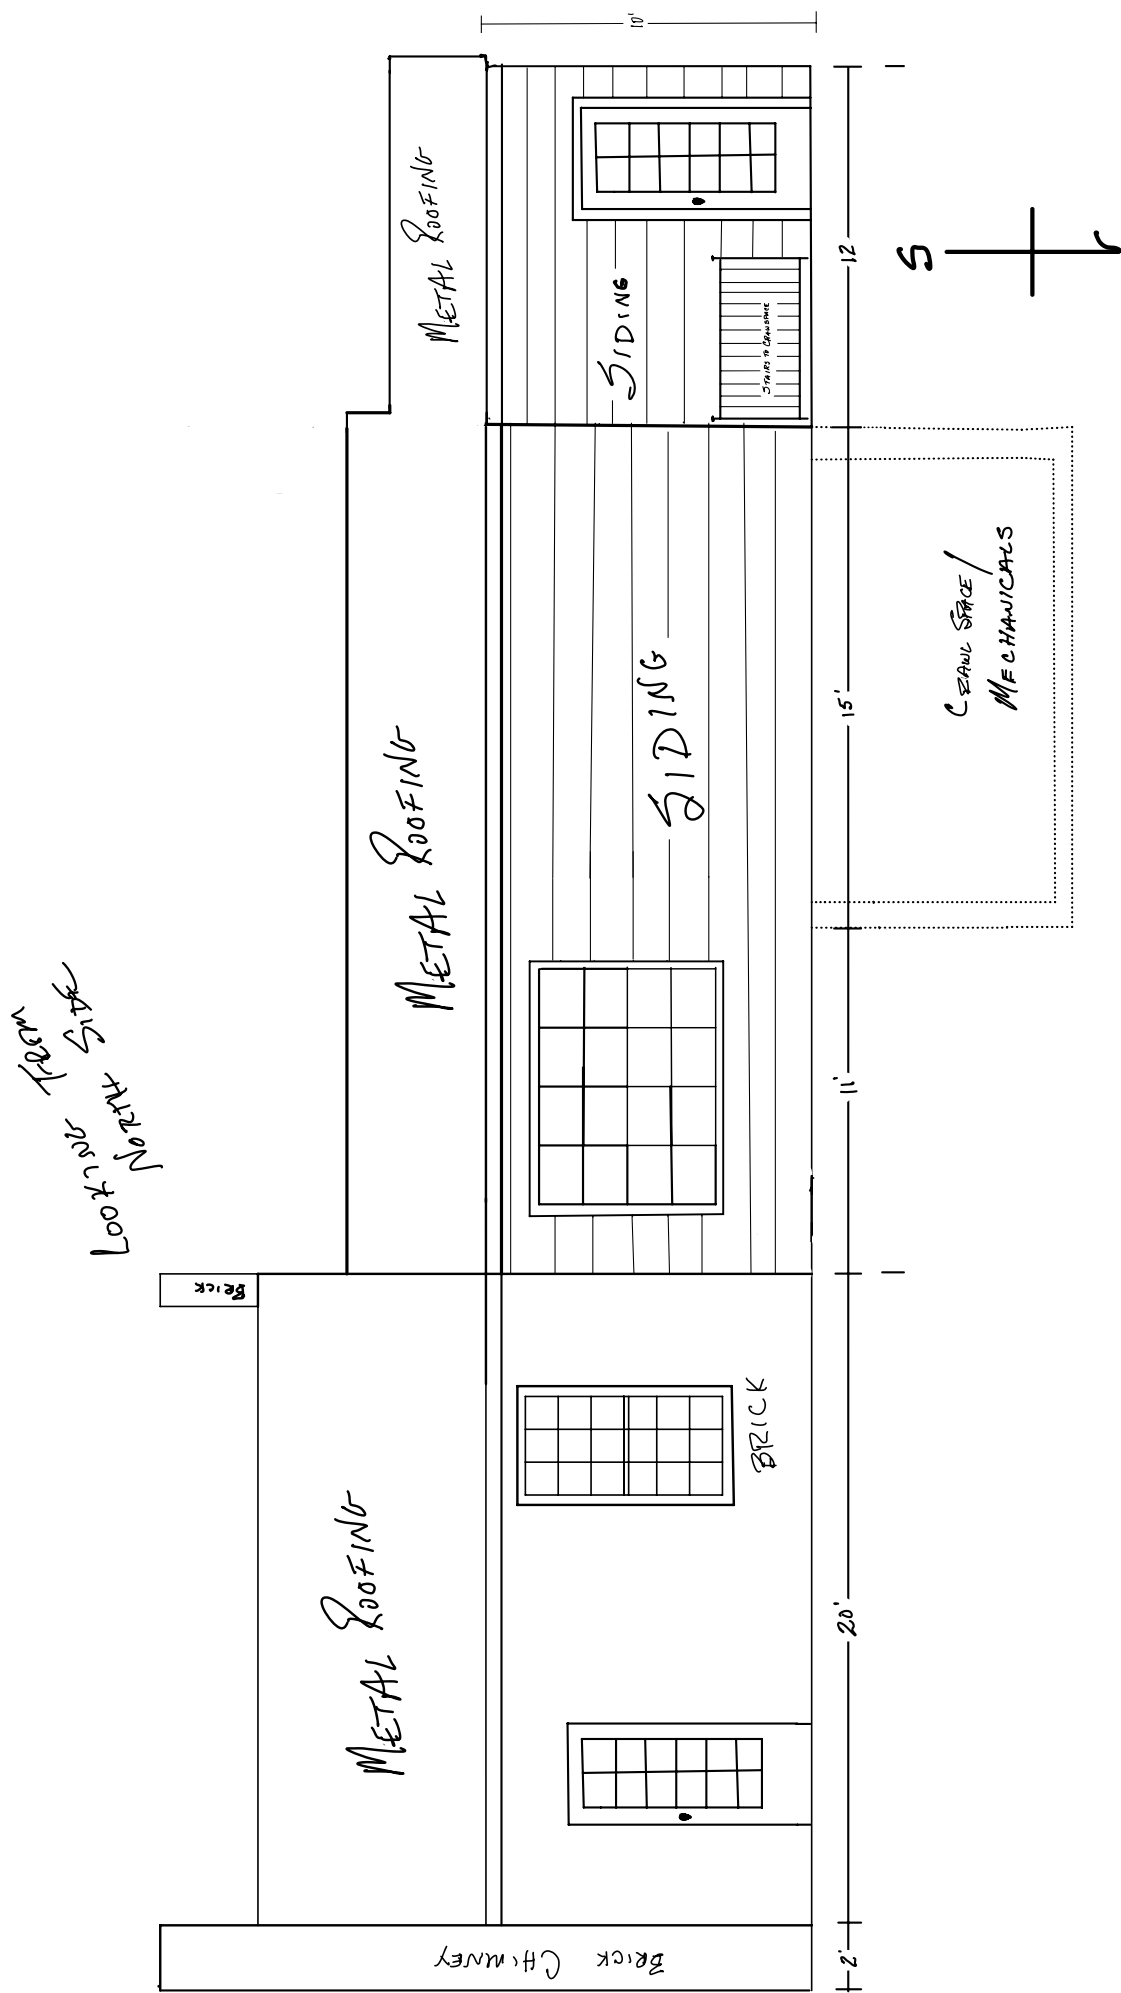 LOOKING FROM
NORTH SIDE
10'
METAL ROOFING
METAL ROOFING
METAL ROOFING
BRICK
SIDING
SIDING
STAIRS TO CRAWLSPACE
BRICK
BRICK CHIMNEY
2'
20'
11'
15'
12
CRAWL SPACE/
MECHANICALS
S